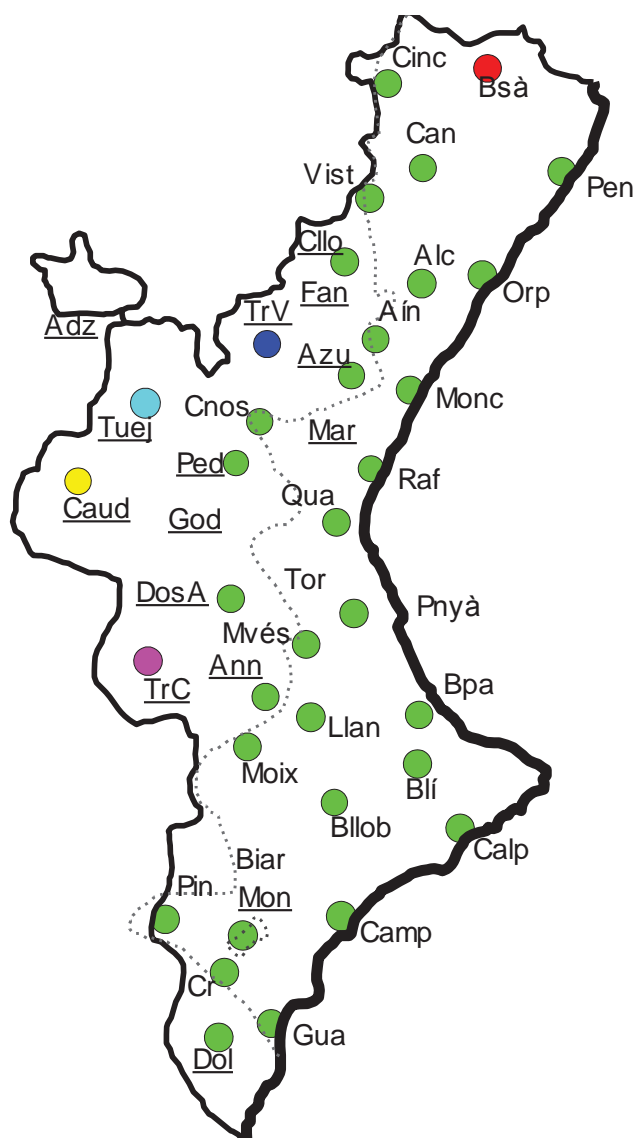 Cinc
Bsà
Can
Vist
Pen
Cllo
Alc
Fan
Orp
TrV
Aín
Adz
Azu
Monc
Tuej
Cnos
Mar
Ped
Raf
Caud
Qua
God
Tor
DosA
Pnyà
Mvés
Ann
TrC
Bpa
Llan
Moix
Blí
Bllob
Calp
Biar
Pin
Mon
Camp
Cr
Gua
Dol